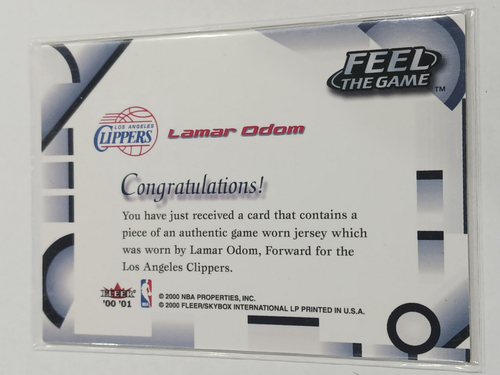 FEEL
THE GAME™
LOS ANGELES
CLIPPERS
Lamar Odom
Congratulations!
You have just received a card that contains a
piece of an authentic game worn jersey which
was worn by Lamar Odom, Forward for the
Los Angeles Clippers.
FLEER
'00 '01
© 2000 NBA PROPERTIES, INC.
© 2000 FLEER/SKYBOX INTERNATIONAL LP PRINTED IN U.S.A.